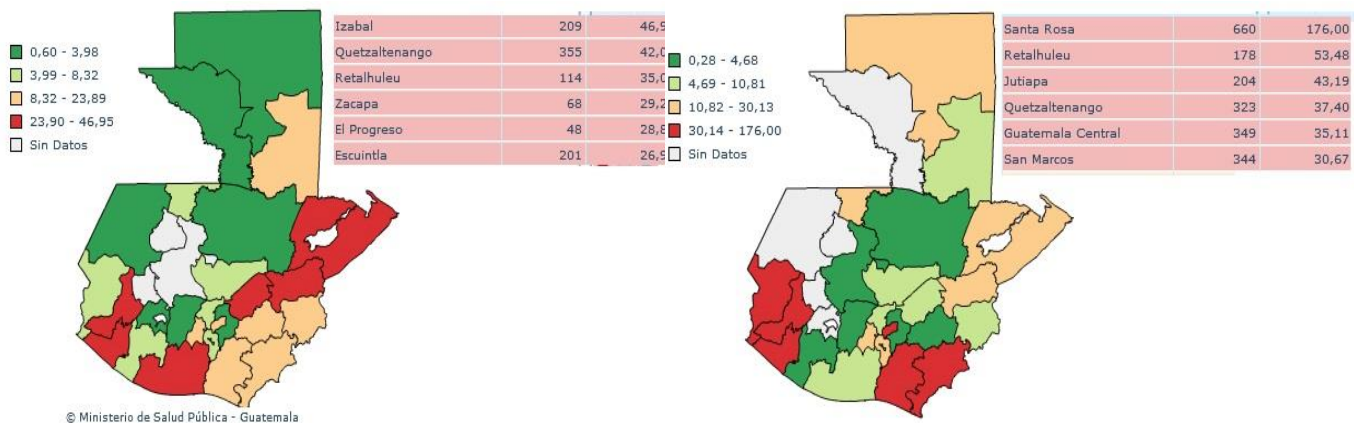 0,60 - 3,98
3,99 - 8,32
8,32 - 23,89
23,90 - 46,95
Sin Datos
Izabal 209 46,9
Quetzaltenango 355 42,0
Retalhuleu 114 35,0
Zacapa 68 29,2
El Progreso 48 28,8
Escuintla 201 26,9
© Ministerio de Salud Pública - Guatemala
0,28 - 4,68
4,69 - 10,81
10,82 - 30,13
30,14 - 176,00
Sin Datos
Santa Rosa 660 176,00
Retalhuleu 178 53,48
Jutiapa 204 43,19
Quetzaltenango 323 37,40
Guatemala Central 349 35,11
San Marcos 344 30,67